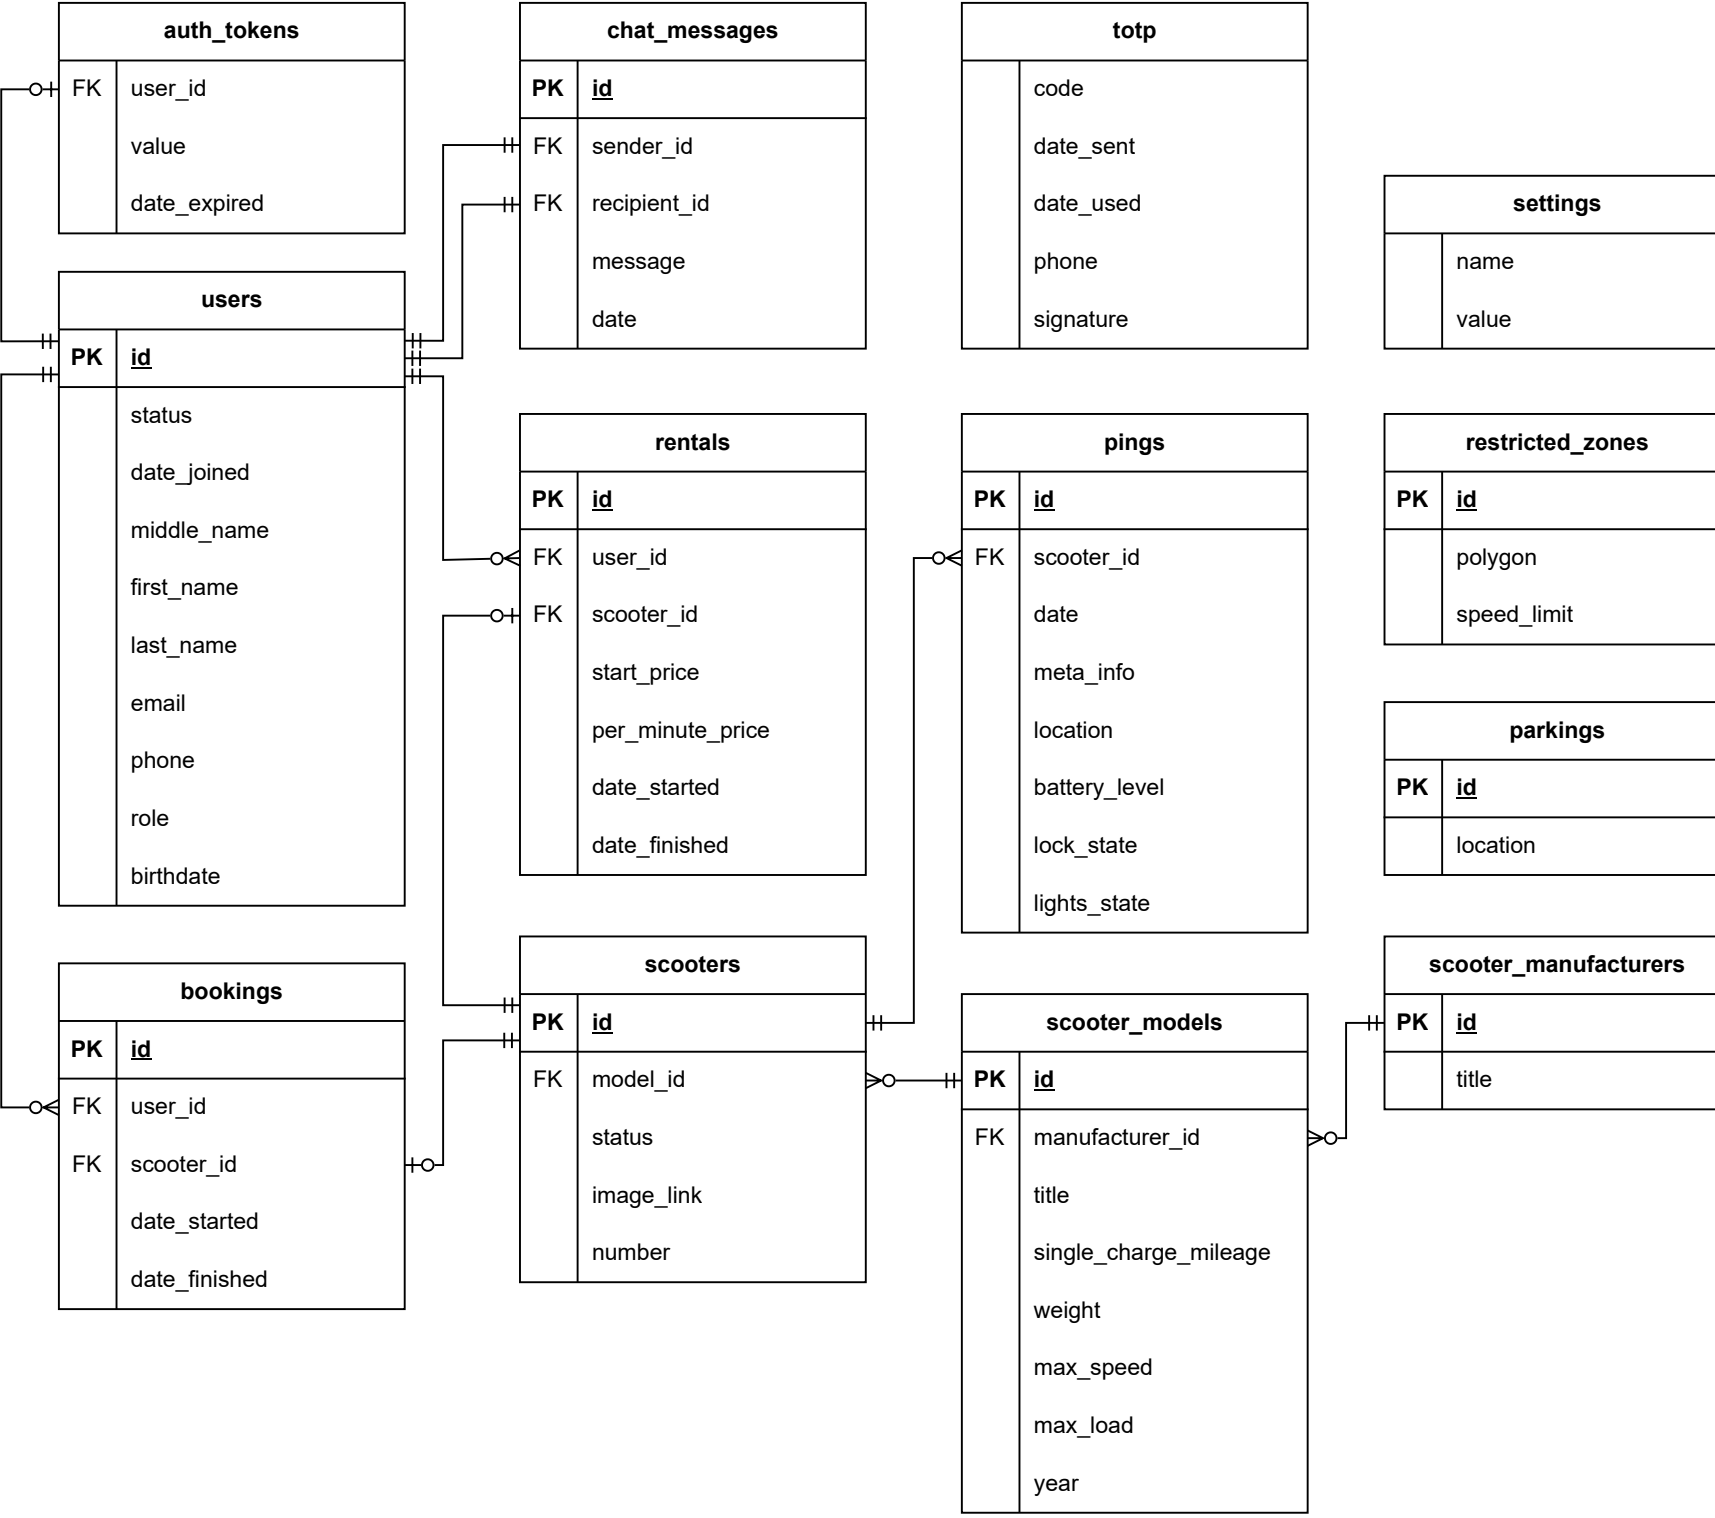 auth_tokens
FK user_id
value
date_expired
users
PK id
status
date_joined
middle_name
first_name
last_name
email
phone
role
birthdate
bookings
PK id
FK user_id
FK scooter_id
date_started
date_finished
chat_messages
PK id
FK sender_id
FK recipient_id
message
date
rentals
PK id
FK user_id
FK scooter_id
start_price
per_minute_price
date_started
date_finished
scooters
PK id
FK model_id
status
image_link
number
totp
code
date_sent
date_used
phone
signature
pings
PK id
FK scooter_id
date
meta_info
location
battery_level
lock_state
lights_state
scooter_models
PK id
FK manufacturer_id
title
single_charge_mileage
weight
max_speed
max_load
year
settings
name
value
restricted_zones
PK id
polygon
speed_limit
parkings
PK id
location
scooter_manufacturers
PK id
title